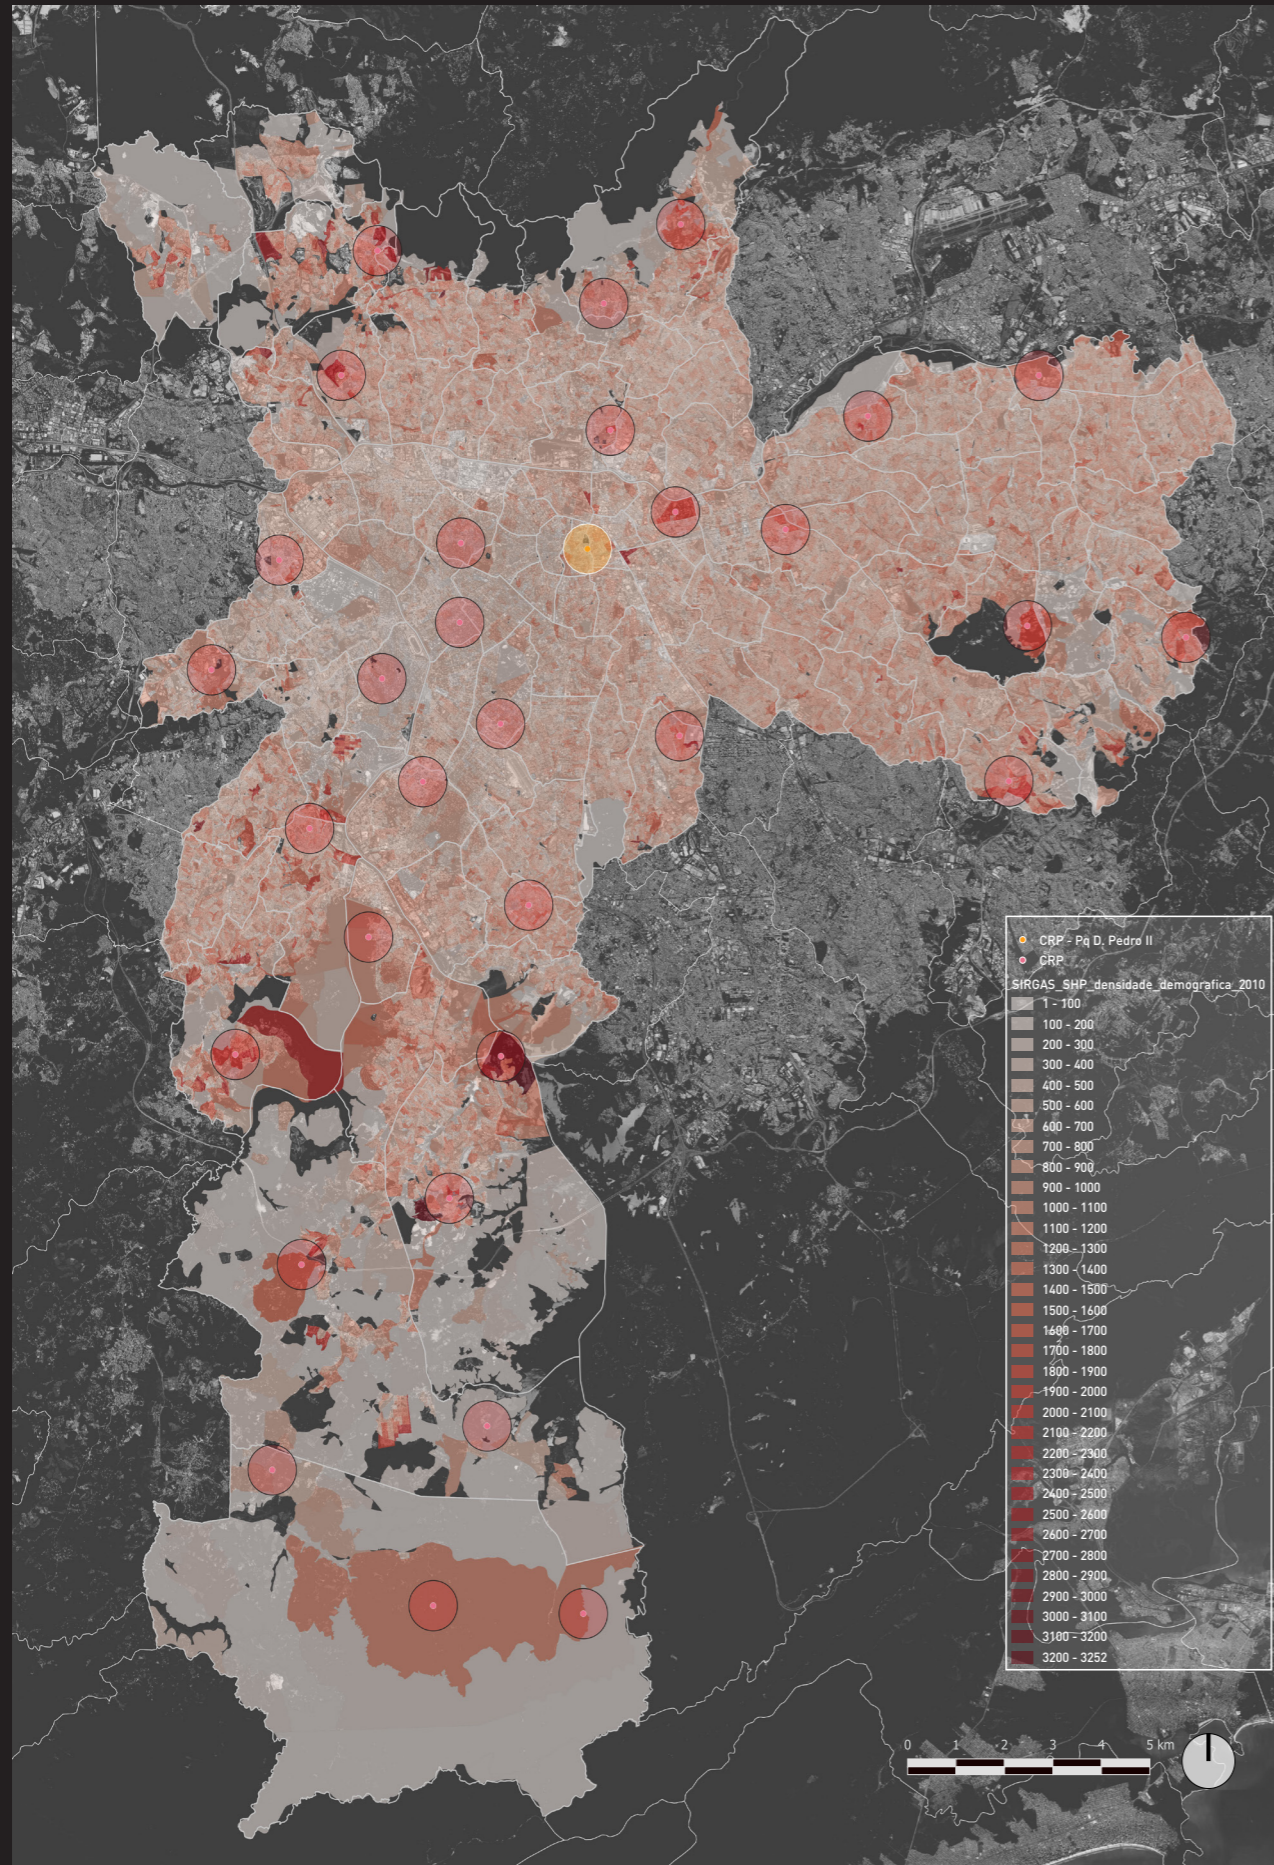 CRP - Pq D. Pedro II
CRP
SIRGAS_SHP_densidade_demografica_2010
1 - 100
100 - 200
200 - 300
300 - 400
400 - 500
500 - 600
600 - 700
700 - 800
800 - 900
900 - 1000
1000 - 1100
1100 - 1200
1200 - 1300
1300 - 1400
1400 - 1500
1500 - 1600
1600 - 1700
1700 - 1800
1800 - 1900
1900 - 2000
2000 - 2100
2100 - 2200
2200 - 2300
2300 - 2400
2400 - 2500
2500 - 2600
2600 - 2700
2700 - 2800
2800 - 2900
2900 - 3000
3000 - 3100
3100 - 3200
3200 - 3252
0 1 2 3 4 5 km